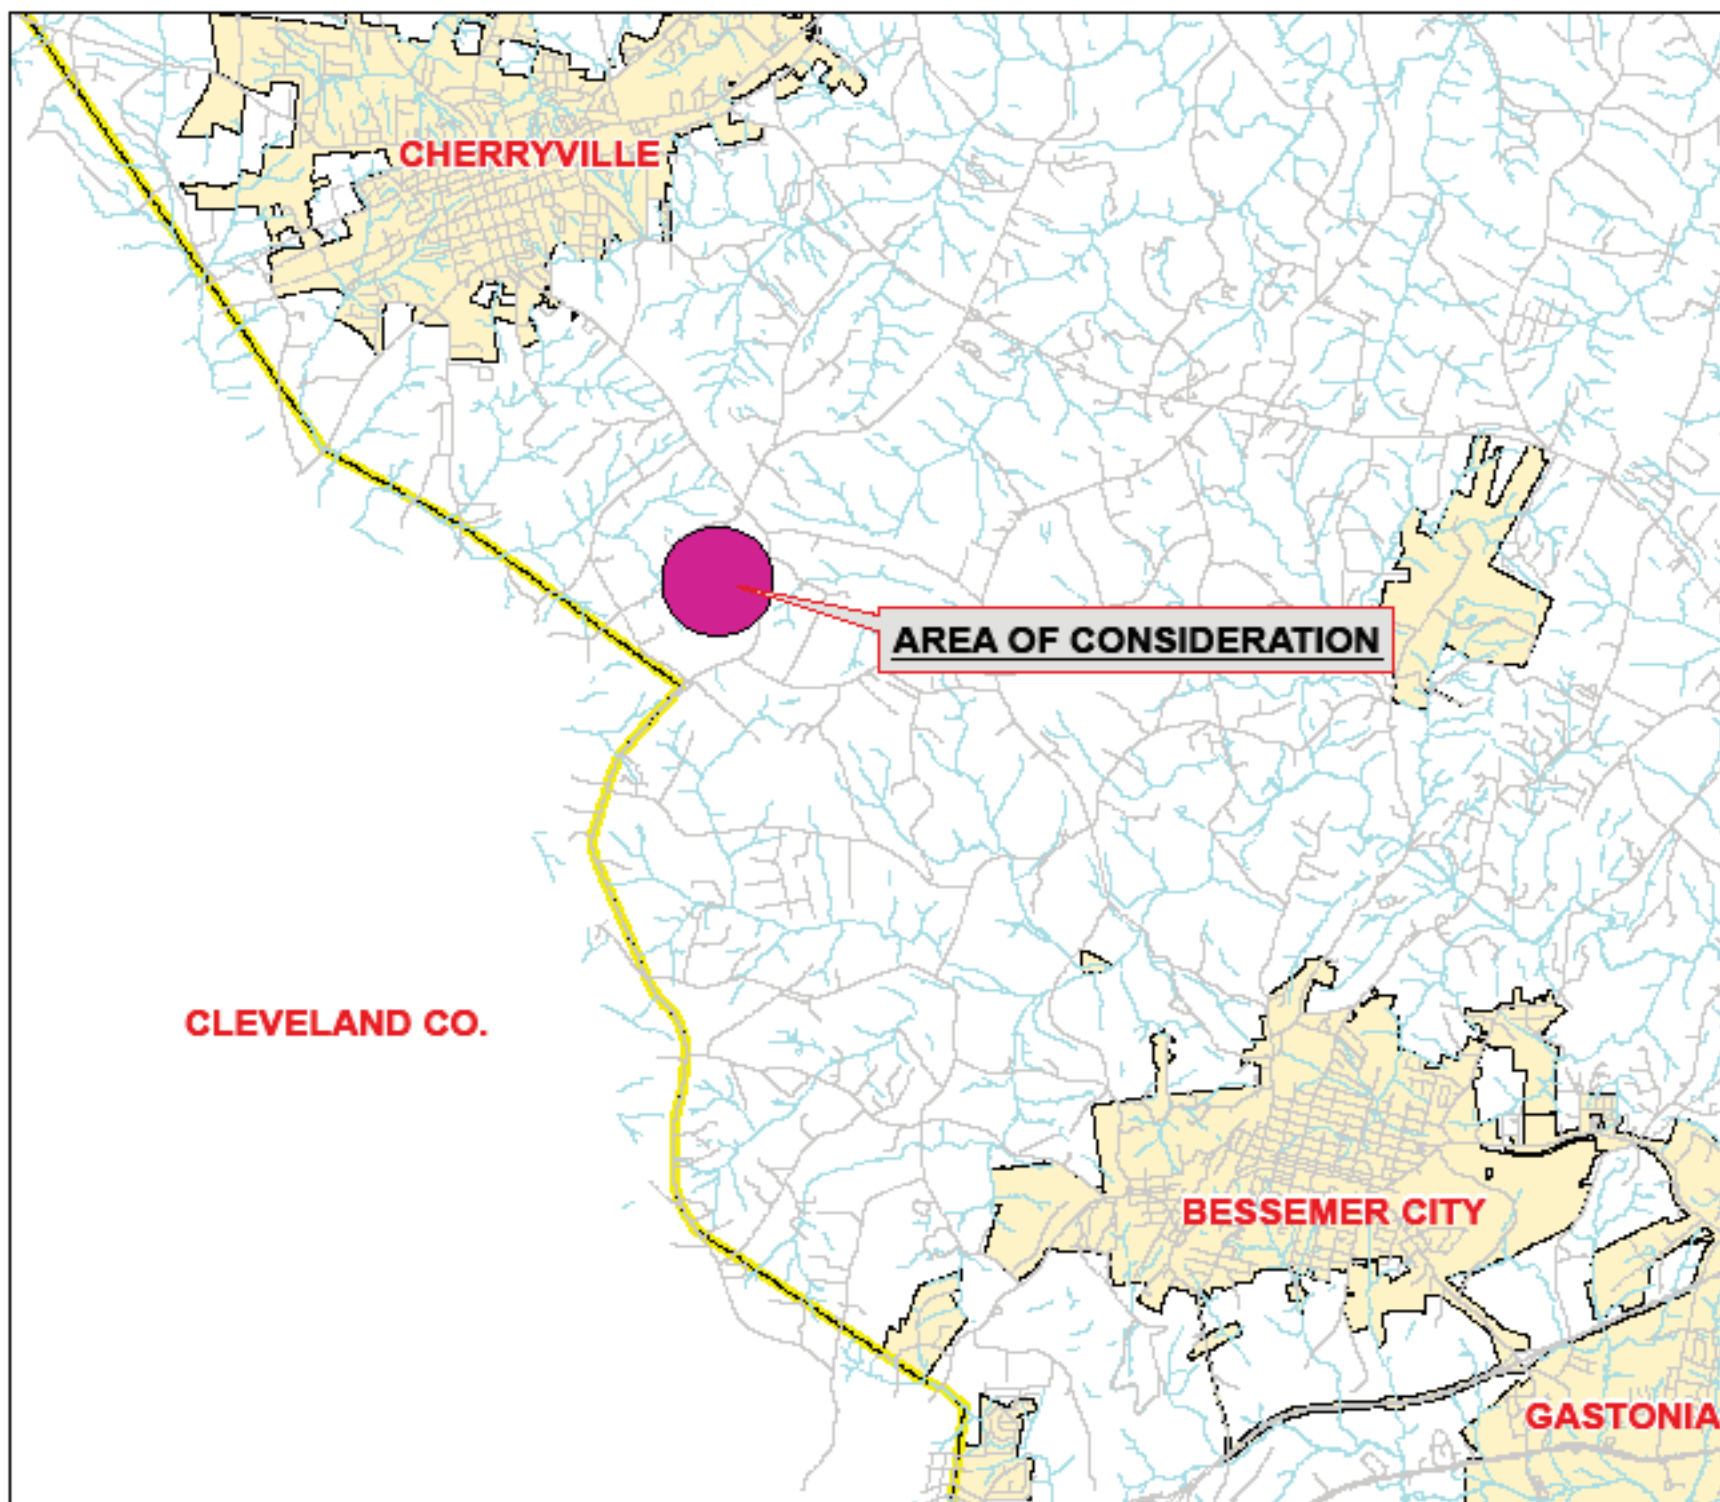 CHERRYVILLE
AREA OF CONSIDERATION
CLEVELAND CO.
BESSEMER CITY
GASTONIA